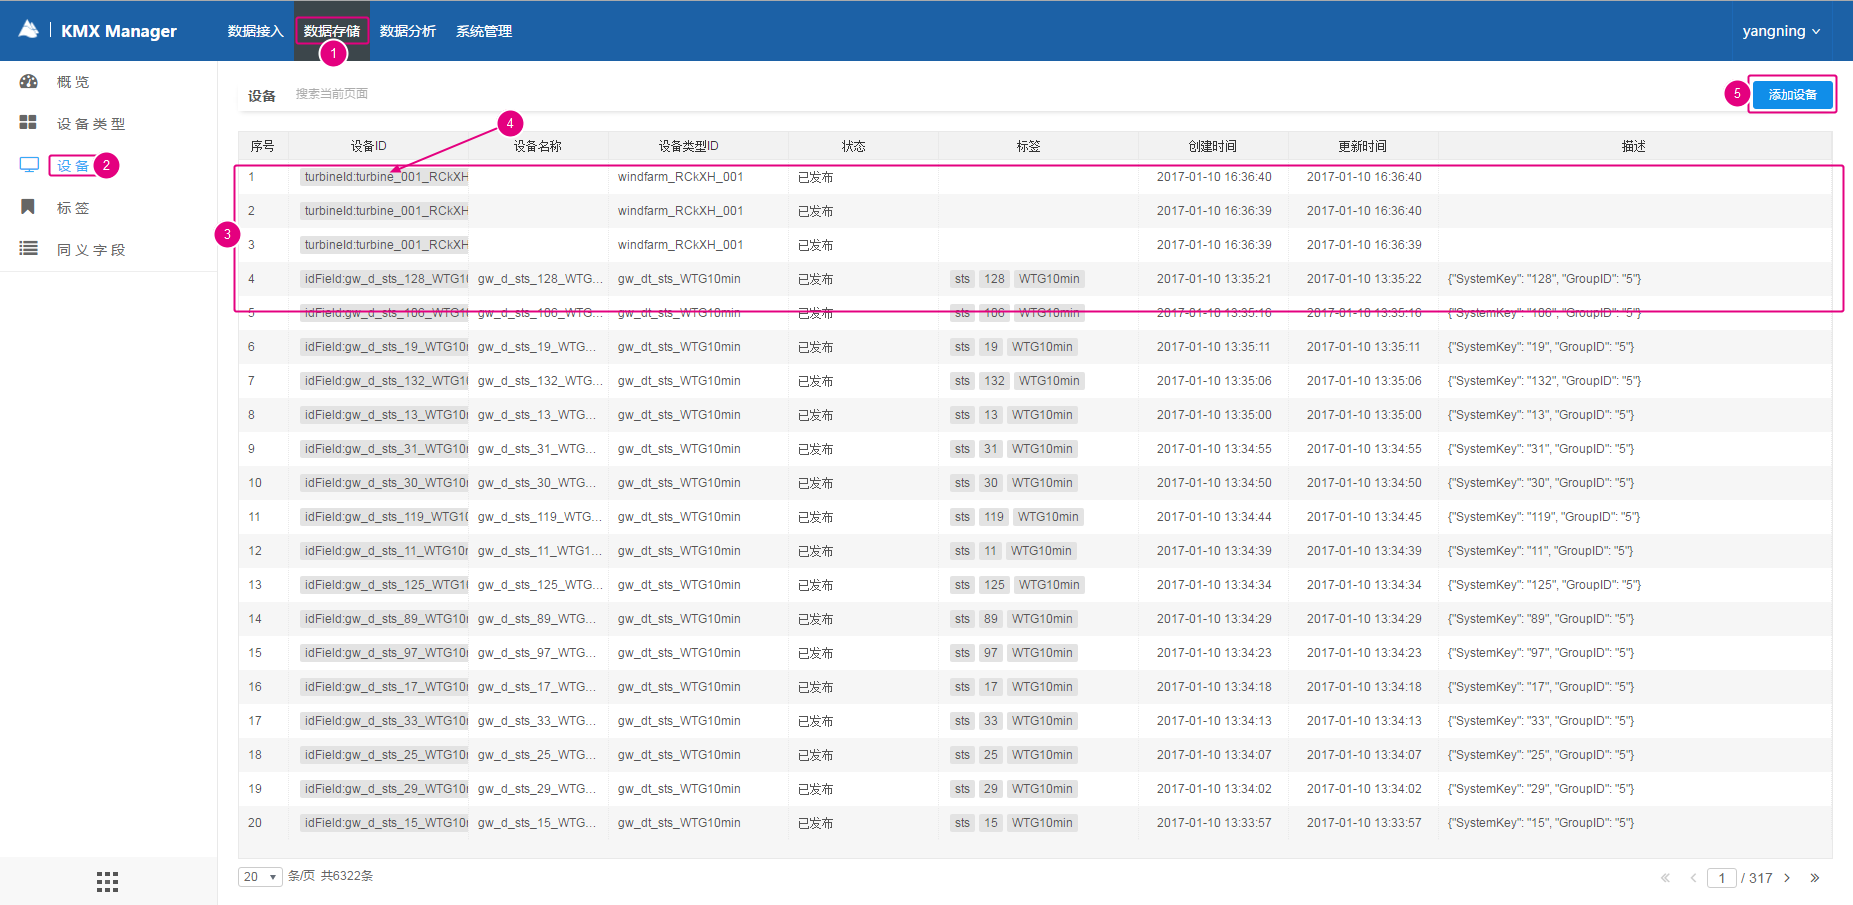 KMX Manager 数据接入 数据存储 数据分析 系统管理 yangning
1
概览
设备类型
设备 2
标签
同义字段
设备 搜索当前页面 5 添加设备
4
3
序号 设备ID 设备名称 设备类型ID 状态 标签 创建时间 更新时间 描述
1 turbineId:turbine_001_RCkXH windfarm_RCkXH_001 已发布 2017-01-10 16:36:40 2017-01-10 16:36:40
2 turbineId:turbine_001_RCkXH windfarm_RCkXH_001 已发布 2017-01-10 16:36:39 2017-01-10 16:36:40
3 turbineId:turbine_001_RCkXH windfarm_RCkXH_001 已发布 2017-01-10 16:36:39 2017-01-10 16:36:39
4 idField:gw_d_sts_128_WTG10 gw_d_sts_128_WTG... gw_dt_sts_WTG10min 已发布 sts 128 WTG10min 2017-01-10 13:35:21 2017-01-10 13:35:22 {"SystemKey": "128", "GroupID": "5"}
5 idField:gw_d_sts_106_WTG10 gw_d_sts_106_WTG... gw_dt_sts_WTG10min 已发布 sts 106 WTG10min 2017-01-10 13:35:16 2017-01-10 13:35:16 {"SystemKey": "106", "GroupID": "5"}
6 idField:gw_d_sts_19_WTG10 gw_d_sts_19_WTG... gw_dt_sts_WTG10min 已发布 sts 19 WTG10min 2017-01-10 13:35:11 2017-01-10 13:35:11 {"SystemKey": "19", "GroupID": "5"}
7 idField:gw_d_sts_132_WTG10 gw_d_sts_132_WTG... gw_dt_sts_WTG10min 已发布 sts 132 WTG10min 2017-01-10 13:35:06 2017-01-10 13:35:06 {"SystemKey": "132", "GroupID": "5"}
8 idField:gw_d_sts_13_WTG10 gw_d_sts_13_WTG... gw_dt_sts_WTG10min 已发布 sts 13 WTG10min 2017-01-10 13:35:00 2017-01-10 13:35:00 {"SystemKey": "13", "GroupID": "5"}
9 idField:gw_d_sts_31_WTG10 gw_d_sts_31_WTG... gw_dt_sts_WTG10min 已发布 sts 31 WTG10min 2017-01-10 13:34:55 2017-01-10 13:34:55 {"SystemKey": "31", "GroupID": "5"}
10 idField:gw_d_sts_30_WTG10 gw_d_sts_30_WTG... gw_dt_sts_WTG10min 已发布 sts 30 WTG10min 2017-01-10 13:34:50 2017-01-10 13:34:50 {"SystemKey": "30", "GroupID": "5"}
11 idField:gw_d_sts_119_WTG10 gw_d_sts_119_WTG... gw_dt_sts_WTG10min 已发布 sts 119 WTG10min 2017-01-10 13:34:44 2017-01-10 13:34:45 {"SystemKey": "119", "GroupID": "5"}
12 idField:gw_d_sts_11_WTG10 gw_d_sts_11_WTG1... gw_dt_sts_WTG10min 已发布 sts 11 WTG10min 2017-01-10 13:34:39 2017-01-10 13:34:39 {"SystemKey": "11", "GroupID": "5"}
13 idField:gw_d_sts_125_WTG10 gw_d_sts_125_WTG... gw_dt_sts_WTG10min 已发布 sts 125 WTG10min 2017-01-10 13:34:34 2017-01-10 13:34:34 {"SystemKey": "125", "GroupID": "5"}
14 idField:gw_d_sts_89_WTG10 gw_d_sts_89_WTG... gw_dt_sts_WTG10min 已发布 sts 89 WTG10min 2017-01-10 13:34:29 2017-01-10 13:34:29 {"SystemKey": "89", "GroupID": "5"}
15 idField:gw_d_sts_97_WTG10 gw_d_sts_97_WTG... gw_dt_sts_WTG10min 已发布 sts 97 WTG10min 2017-01-10 13:34:23 2017-01-10 13:34:23 {"SystemKey": "97", "GroupID": "5"}
16 idField:gw_d_sts_17_WTG10 gw_d_sts_17_WTG... gw_dt_sts_WTG10min 已发布 sts 17 WTG10min 2017-01-10 13:34:18 2017-01-10 13:34:18 {"SystemKey": "17", "GroupID": "5"}
17 idField:gw_d_sts_33_WTG10 gw_d_sts_33_WTG... gw_dt_sts_WTG10min 已发布 sts 33 WTG10min 2017-01-10 13:34:13 2017-01-10 13:34:13 {"SystemKey": "33", "GroupID": "5"}
18 idField:gw_d_sts_25_WTG10 gw_d_sts_25_WTG... gw_dt_sts_WTG10min 已发布 sts 25 WTG10min 2017-01-10 13:34:07 2017-01-10 13:34:07 {"SystemKey": "25", "GroupID": "5"}
19 idField:gw_d_sts_29_WTG10 gw_d_sts_29_WTG... gw_dt_sts_WTG10min 已发布 sts 29 WTG10min 2017-01-10 13:34:02 2017-01-10 13:34:02 {"SystemKey": "29", "GroupID": "5"}
20 idField:gw_d_sts_15_WTG10 gw_d_sts_15_WTG... gw_dt_sts_WTG10min 已发布 sts 15 WTG10min 2017-01-10 13:33:57 2017-01-10 13:33:57 {"SystemKey": "15", "GroupID": "5"}
20 条/页 共6322条 « ‹ 1 / 317 › »